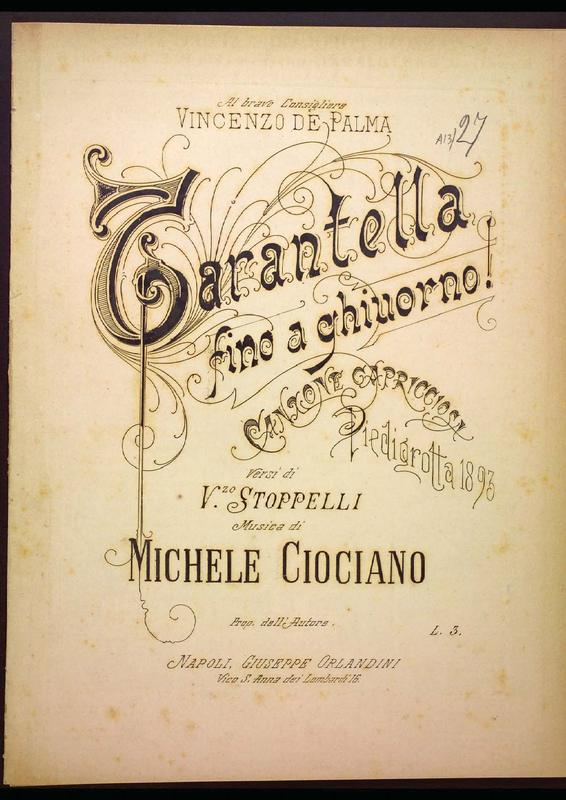 Al bravo Consigliere
VINCENZO DE PALMA
A13/27
Tarantella
fino a ghiuorno!
CANZONE CAPRICCIOSA
Piedigrotta 1893
Versi di
V.zo STOPPELLI
Musica di
MICHELE CIOCIANO
Prop. dell'Autore.
L. 3.
NAPOLI, GIUSEPPE ORLANDINI
Vico S. Anna dei Lombardi 16.